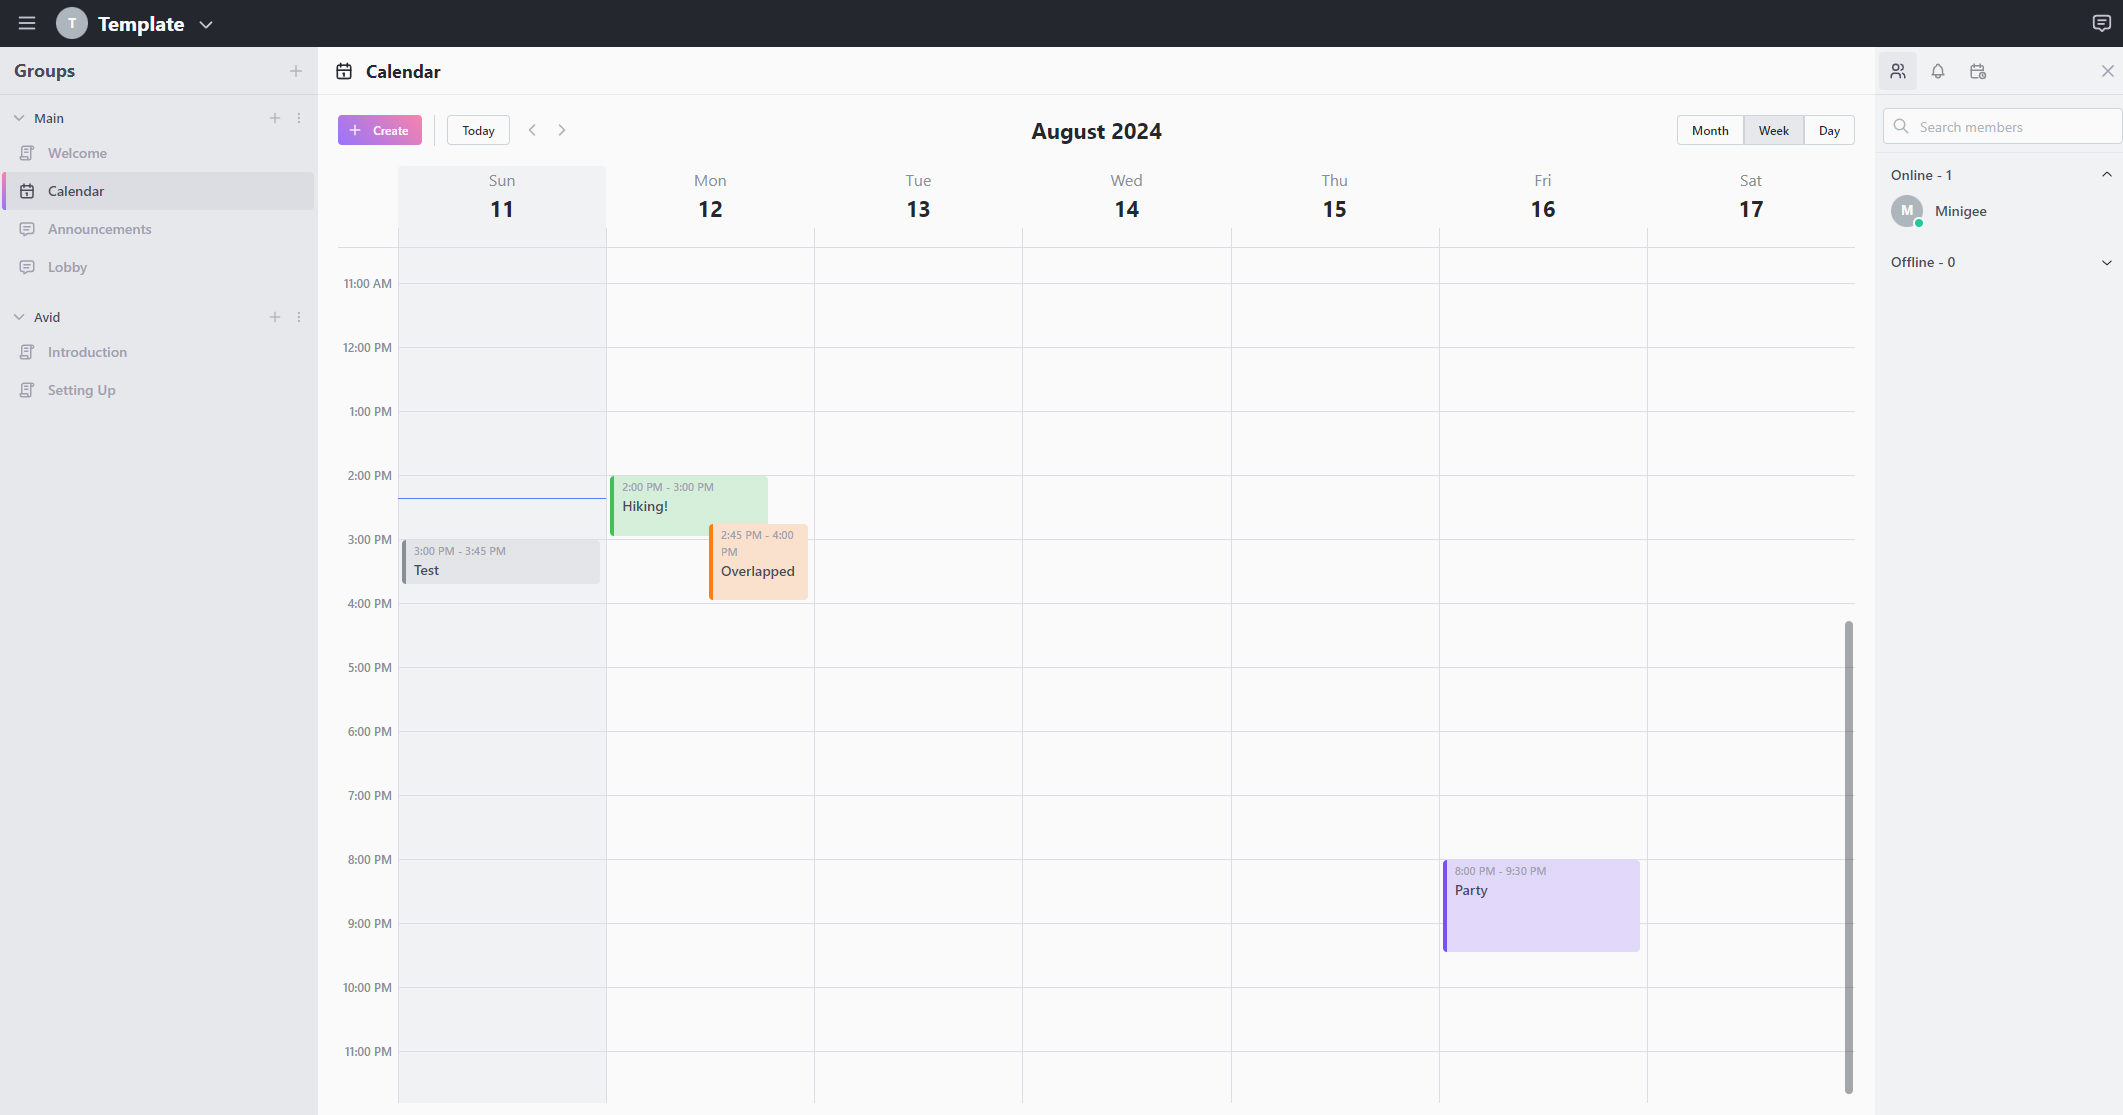 T Template
Groups
Main
Welcome
Calendar
Announcements
Lobby
Avid
Introduction
Setting Up
Calendar
Create
Today
August 2024
Month Week Day
Sun Mon Tue Wed Thu Fri Sat
11 12 13 14 15 16 17
11:00 AM
12:00 PM
1:00 PM
2:00 PM
3:00 PM
4:00 PM
5:00 PM
6:00 PM
7:00 PM
8:00 PM
9:00 PM
10:00 PM
11:00 PM
3:00 PM - 3:45 PM
Test
2:00 PM - 3:00 PM
Hiking!
2:45 PM - 4:00
PM
Overlapped
8:00 PM - 9:30 PM
Party
Search members
Online - 1
M Minigee
Offline - 0